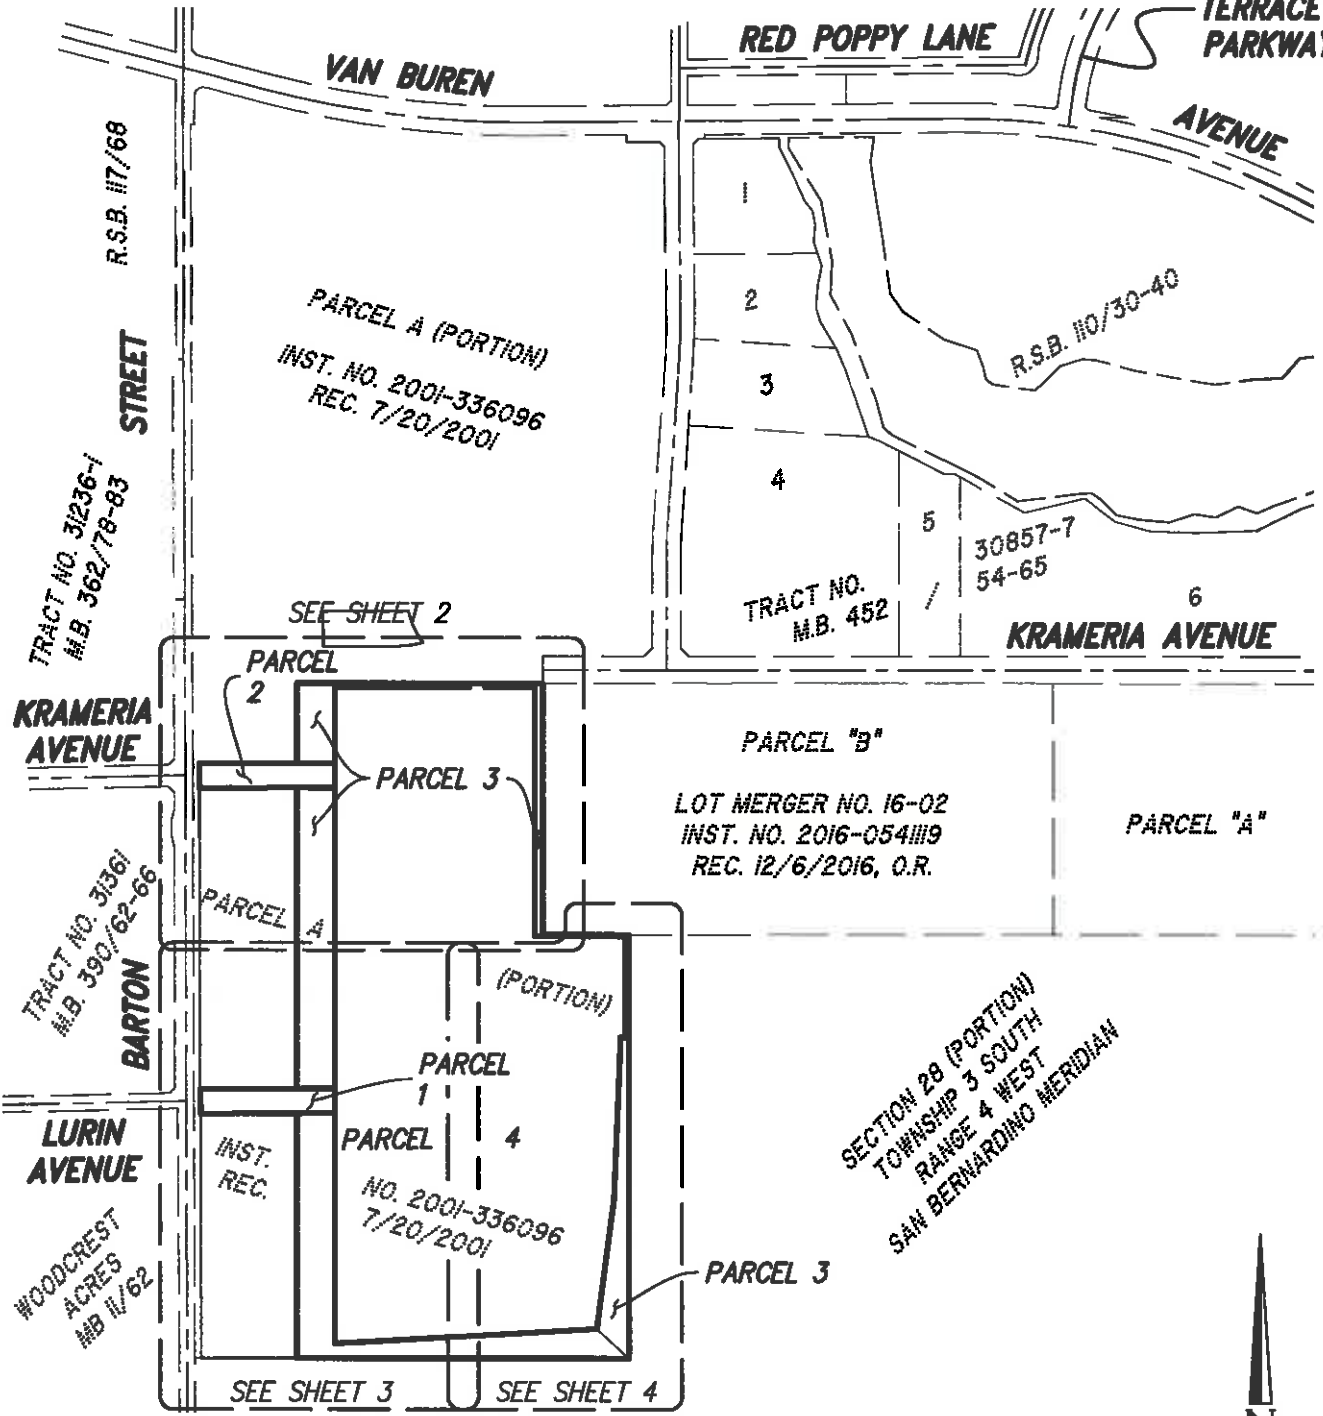 TERRACE
PARKWAY
RED POPPY LANE
VAN BUREN
AVENUE
R.S.B. 117/68
STREET
1
2
3
4
5
6
PARCEL A (PORTION)
INST. NO. 2001-336096
REC. 7/20/2001
R.S.B. 110/30-40
TRACT NO. 31236-1
M.B. 362/78-83
TRACT NO. 30857-7
M.B. 452 / 54-65
KRAMERIA AVENUE
SEE SHEET 2
PARCEL
2
KRAMERIA
AVENUE
PARCEL 3
PARCEL "B"
LOT MERGER NO. 16-02
INST. NO. 2016-0541119
REC. 12/6/2016, O.R.
PARCEL "A"
TRACT NO. 31361
M.B. 390/62-66
BARTON
PARCEL A (PORTION)
PARCEL
1
LURIN
AVENUE
PARCEL 4
INST. NO. 2001-336096
REC. 7/20/2001
SECTION 28 (PORTION)
TOWNSHIP 3 SOUTH
RANGE 4 WEST
SAN BERNARDINO MERIDIAN
WOODCREST
ACRES
MB 11/62
PARCEL 3
SEE SHEET 3
SEE SHEET 4